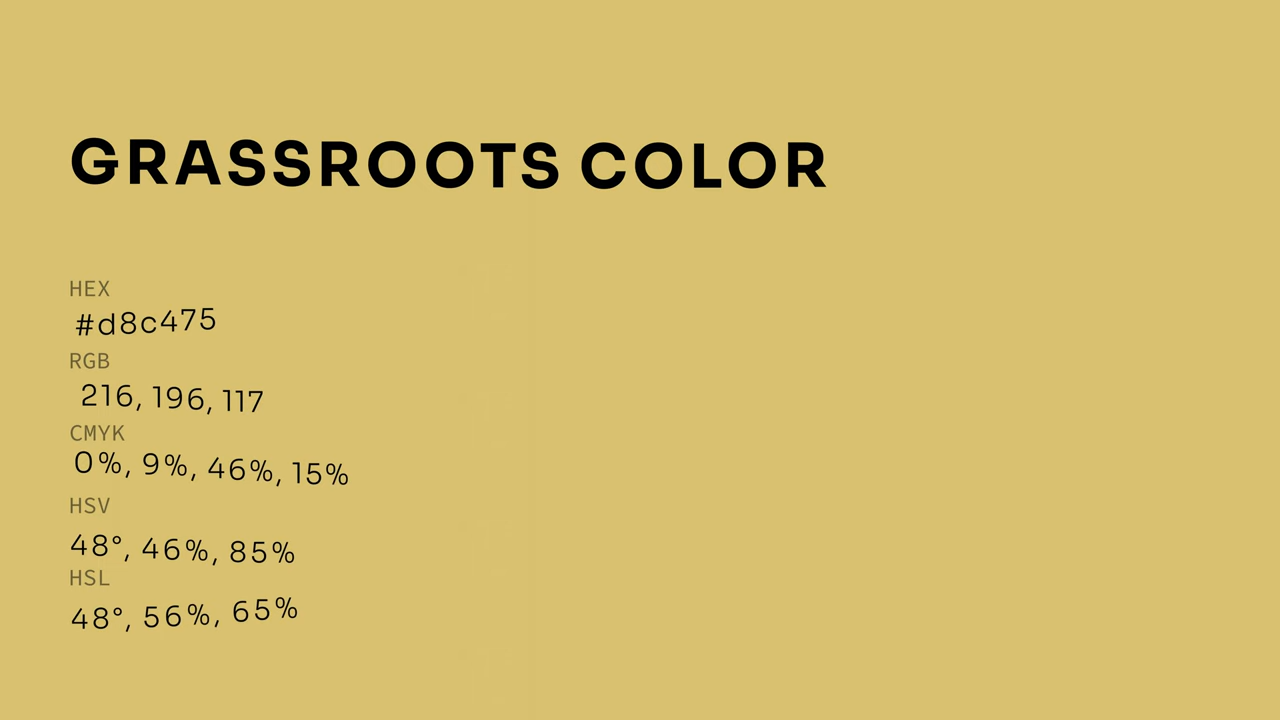 GRASSROOTS COLOR
HEX
#d8c475
RGB
216, 196, 117
CMYK
0%, 9%, 46%, 15%
HSV
48°, 46%, 85%
HSL
48°, 56%, 65%